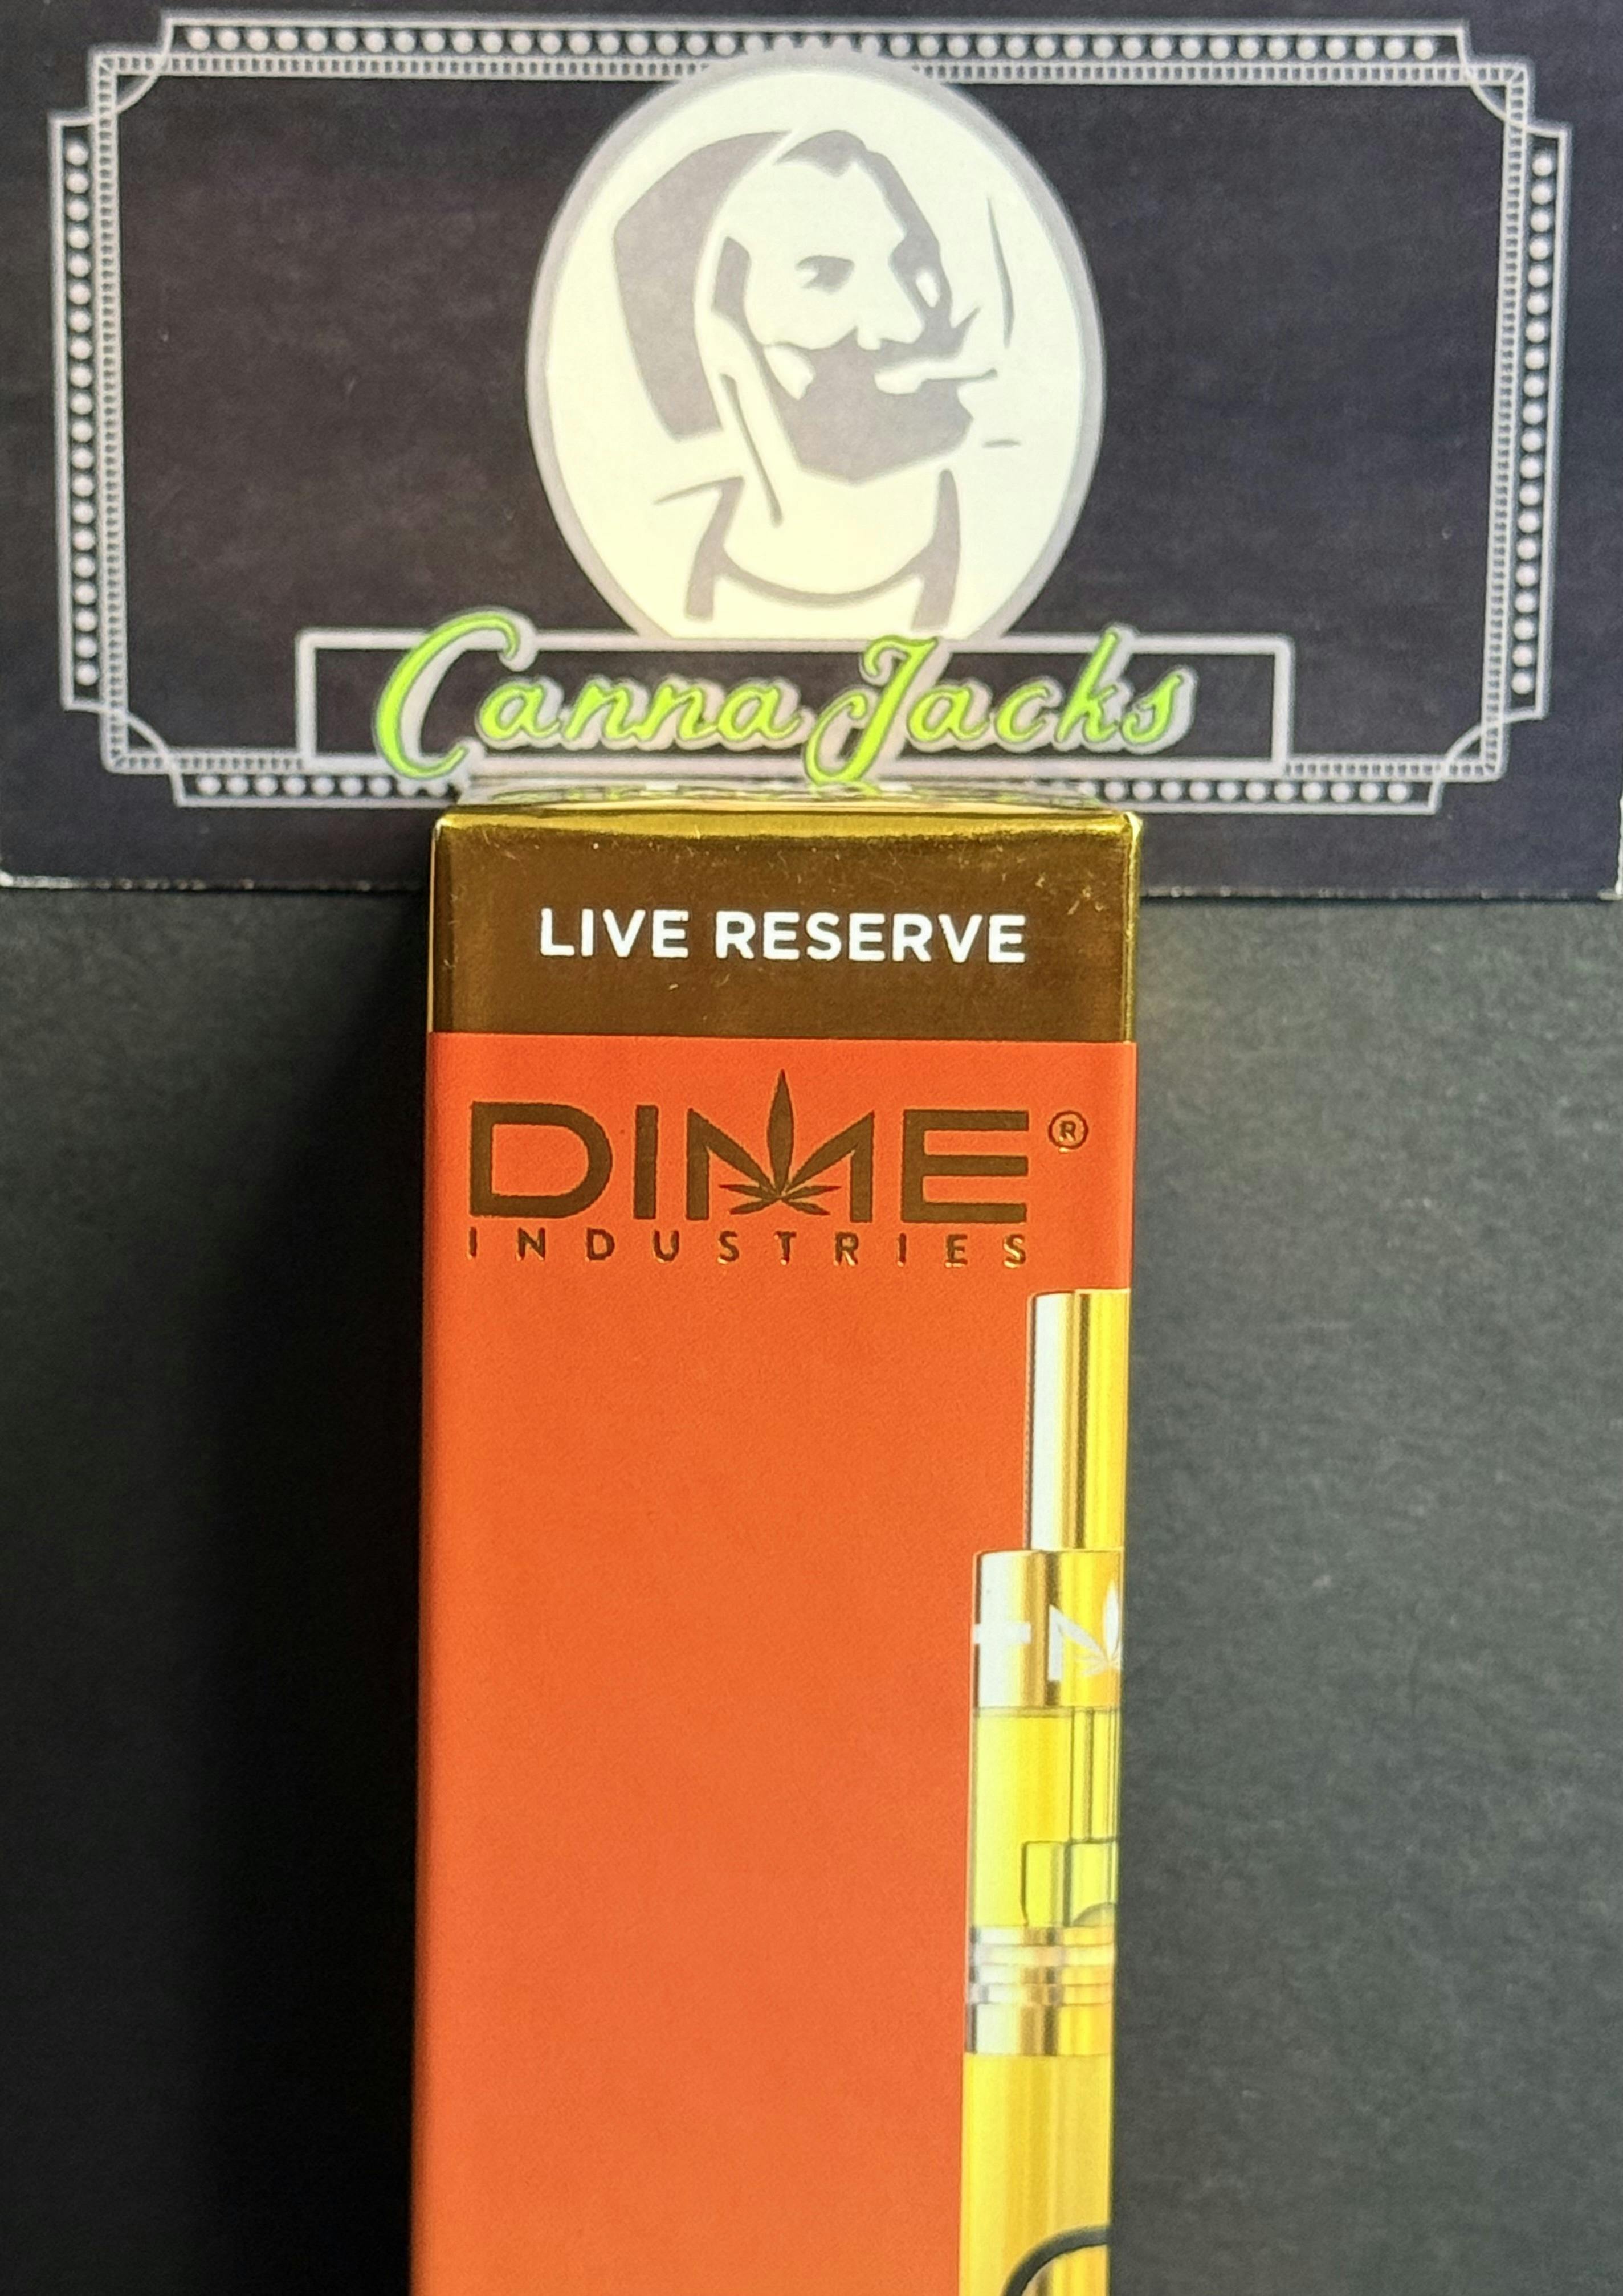 Canna Jacks
LIVE RESERVE
DIME®
INDUSTRIES